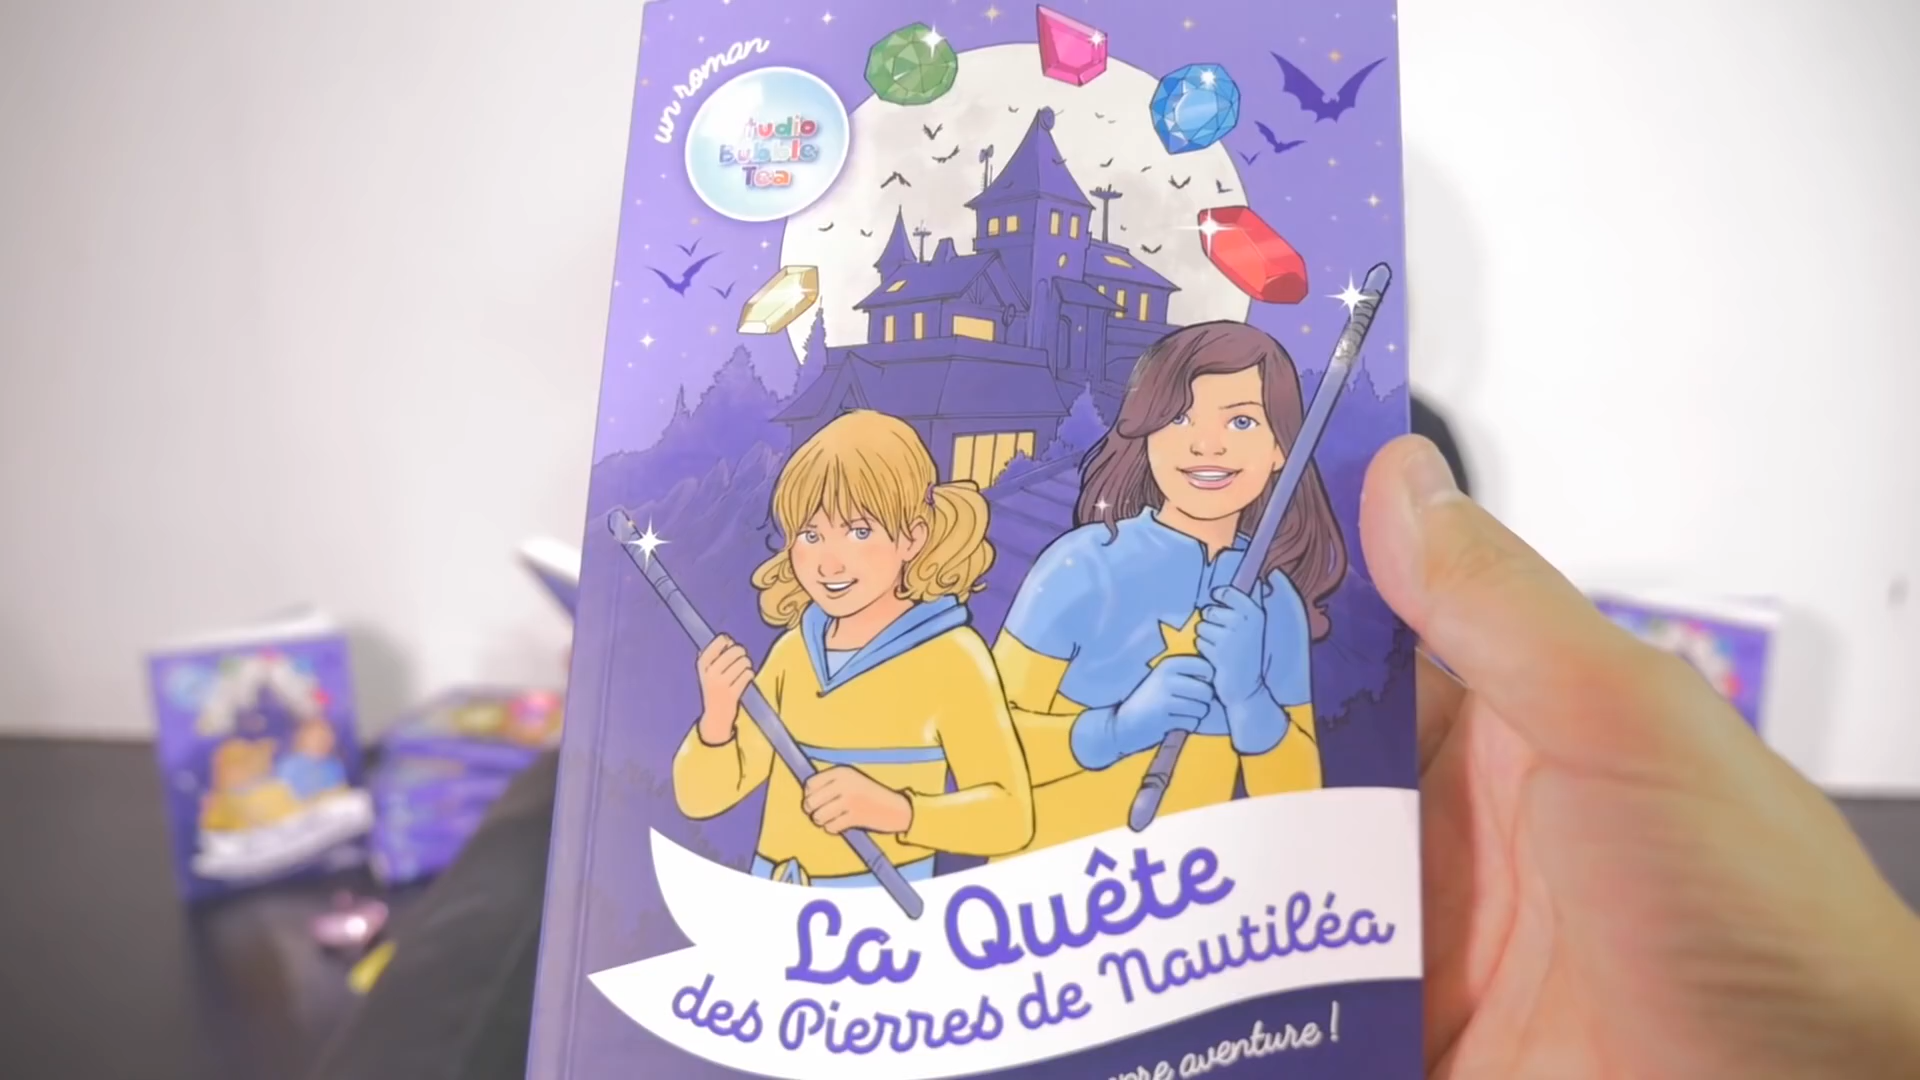 un roman
Studio
Bubble
Tea
La Quête
des Pierres de Nautiléa
aventure !